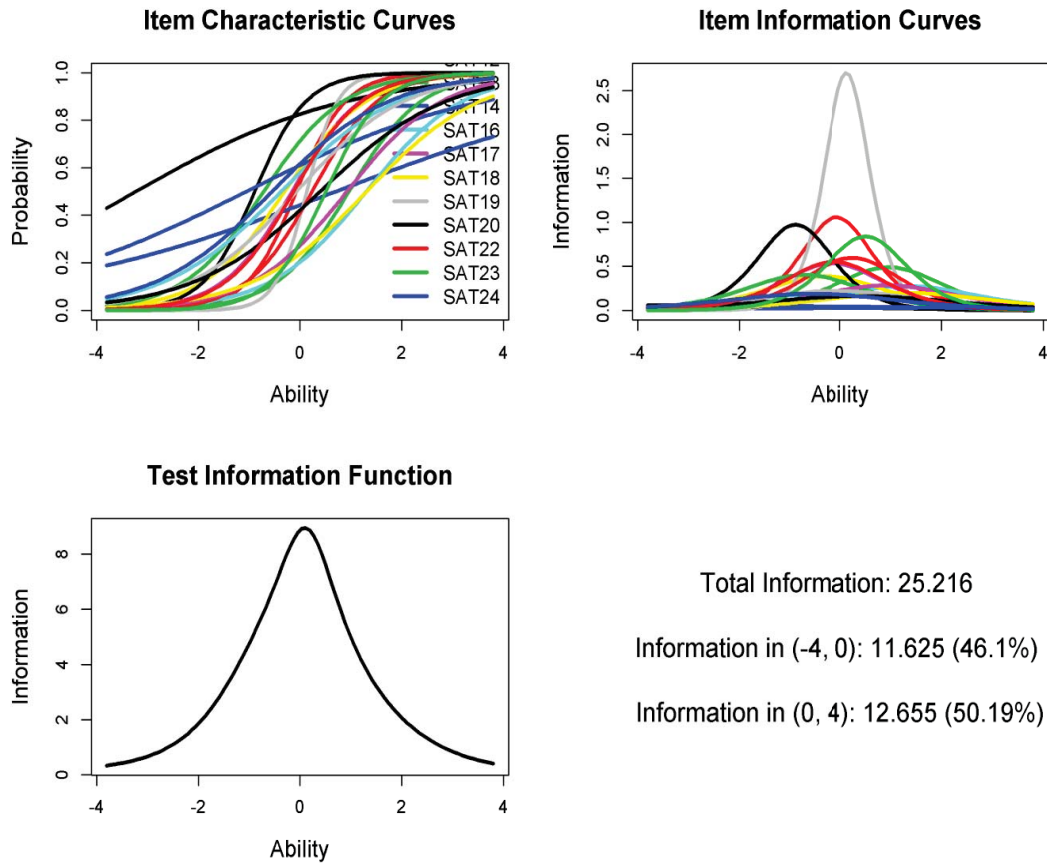 Item Characteristic Curves
Item Information Curves
Probability
0.0 0.2 0.4 0.6 0.8 1.0
SAT16
SAT17
SAT18
SAT19
SAT20
SAT22
SAT23
SAT24
-4 -2 0 2 4
Ability
Information
0.0 0.5 1.0 1.5 2.0 2.5
-4 -2 0 2 4
Ability
Test Information Function
Information
0 2 4 6 8
-4 -2 0 2 4
Ability
Total Information: 25.216
Information in (-4, 0): 11.625 (46.1%)
Information in (0, 4): 12.655 (50.19%)